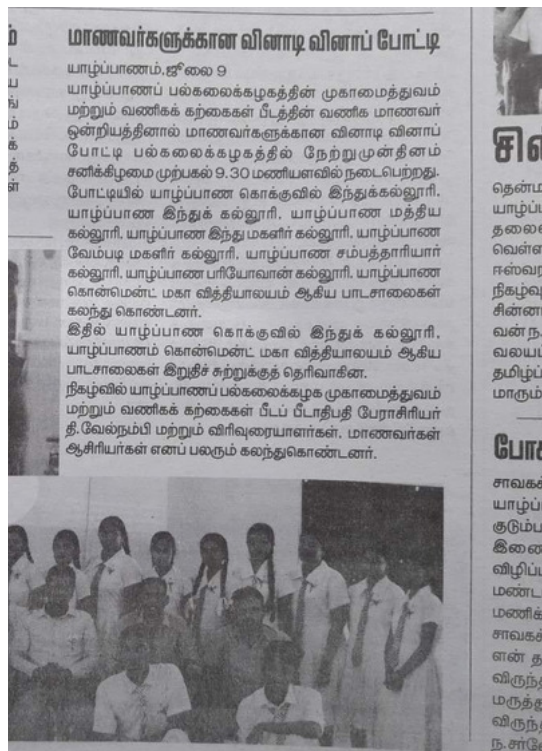 மாணவர்களுக்கான வினாடி வினாப் போட்டி
யாழ்ப்பாணம்,ஜூலை 9
யாழ்ப்பாணப் பல்கலைக்கழகத்தின் முகாமைத்துவம்
மற்றும் வணிகக் கற்கைகள் பீடத்தின் வணிக மாணவர்
ஒன்றியத்தினால் மாணவர்களுக்கான வினாடி வினாப்
போட்டி பல்கலைக்கழகத்தில் நேற்றுமுன்தினம்
சனிக்கிழமை முற்பகல் 9.30 மணியளவில் நடைபெற்றது.
போட்டியில் யாழ்ப்பாண கொக்குவில் இந்துக்கல்லூரி,
யாழ்ப்பாண இந்துக் கல்லூரி, யாழ்ப்பாண மத்திய
கல்லூரி, யாழ்ப்பாண இந்து மகளிர் கல்லூரி, யாழ்ப்பாண
வேம்படி மகளிர் கல்லூரி, யாழ்ப்பாண சம்பத்தரியார்
கல்லூரி, யாழ்ப்பாண பரியோவான் கல்லூரி, யாழ்ப்பாண
கொன்மென்ட் மகா வித்தியாலயம் ஆகிய பாடசாலைகள்
கலந்து கொண்டனர்.
இதில் யாழ்ப்பாண கொக்குவில் இந்துக் கல்லூரி,
யாழ்ப்பாணம் கொன்மென்ட் மகா வித்தியாலயம் ஆகிய
பாடசாலைகள் இறுதிச் சுற்றுக்குத் தெரிவாகின.
நிகழ்வில் யாழ்ப்பாணப் பல்கலைக்கழக முகாமைத்துவம்
மற்றும் வணிகக் கற்கைகள் பீடப் பீடாதிபதி பேராசிரியர்
தி.வேல்நம்பி மற்றும் விரிவுரையாளர்கள், மாணவர்கள்
ஆசிரியர்கள் எனப் பலரும் கலந்துகொண்டனர்.